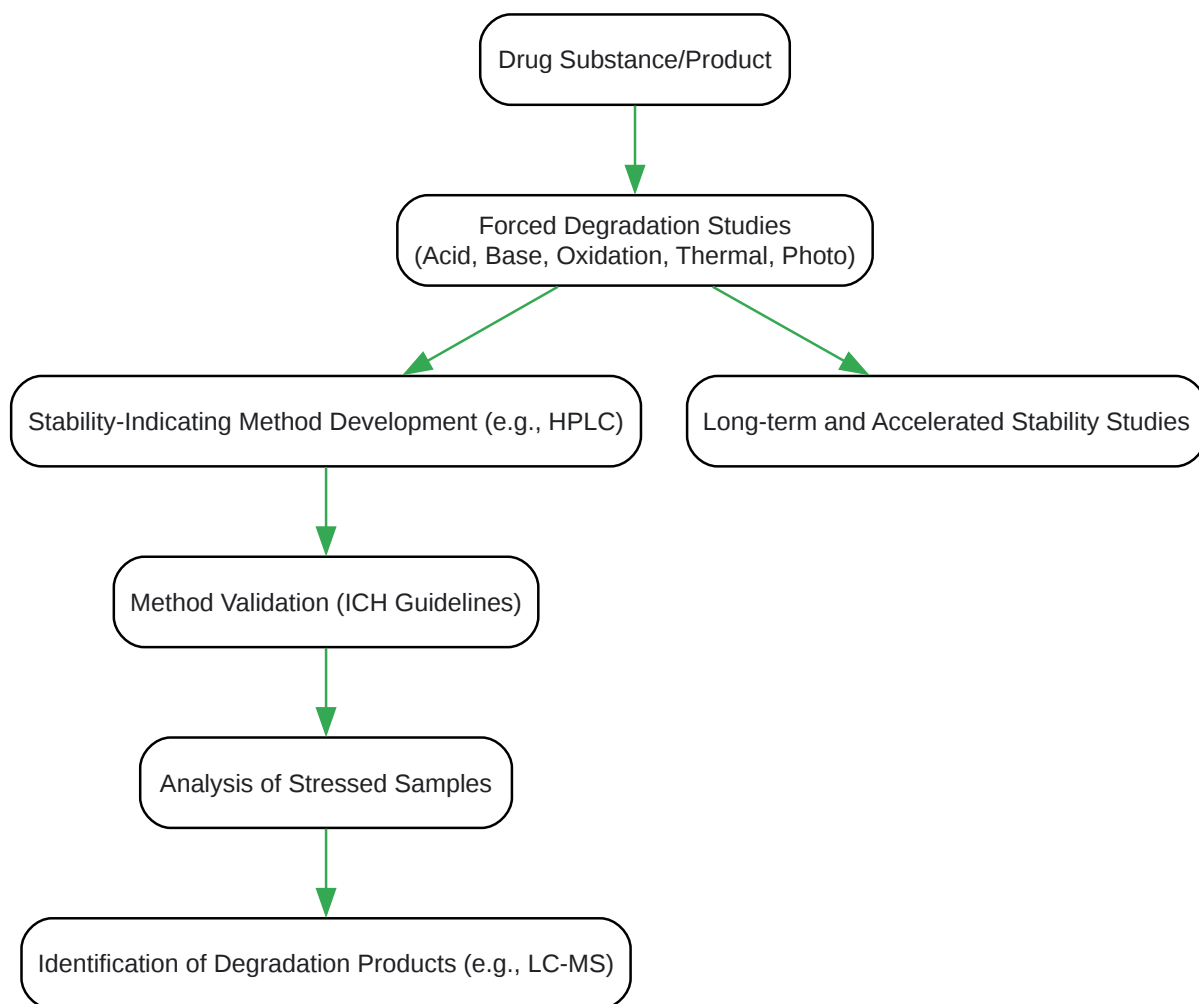 Drug Substance/Product
Forced Degradation Studies
(Acid, Base, Oxidation, Thermal, Photo)
Stability-Indicating Method Development (e.g., HPLC)
Long-term and Accelerated Stability Studies
Method Validation (ICH Guidelines)
Analysis of Stressed Samples
Identification of Degradation Products (e.g., LC-MS)